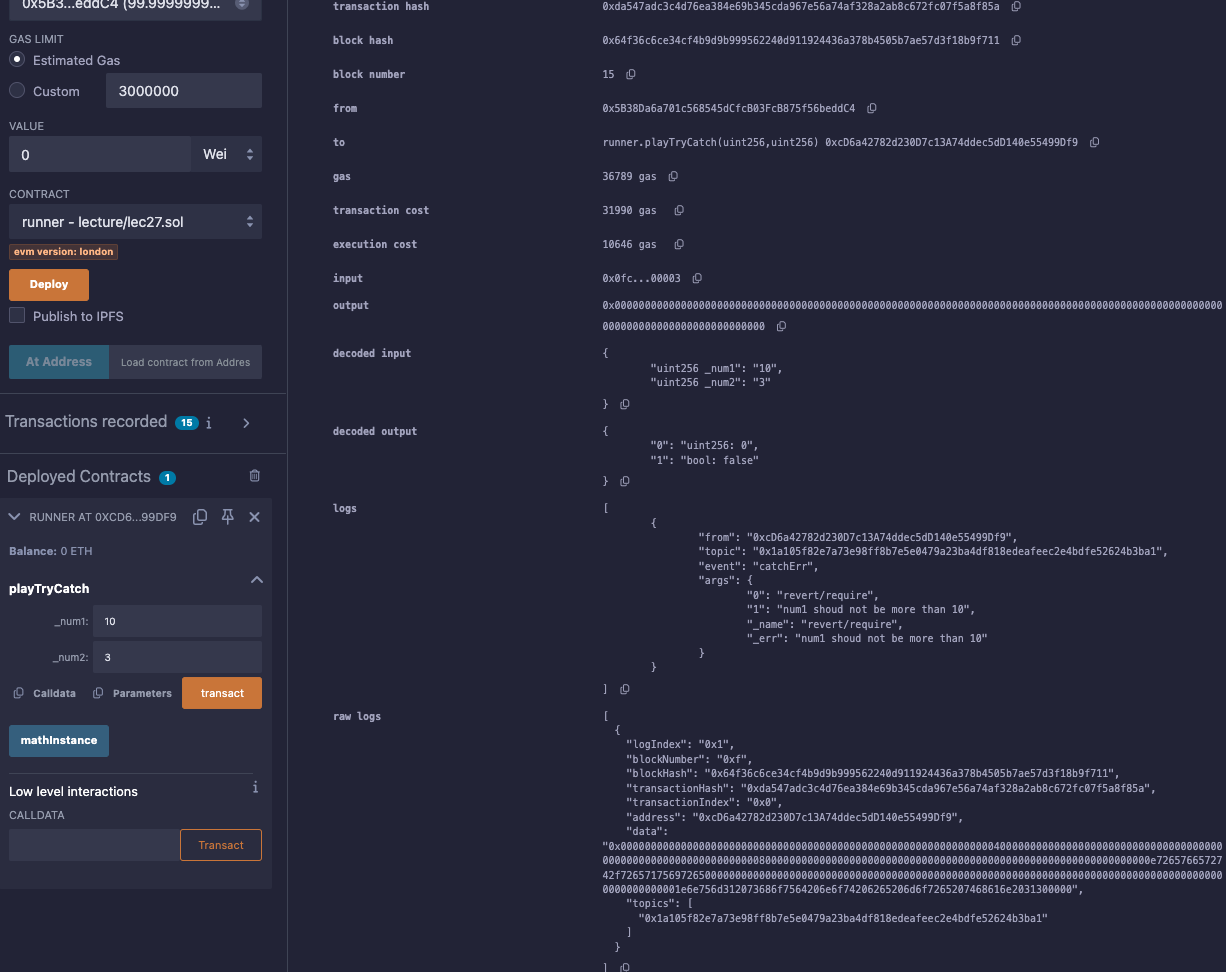 0x5B3...eddC4 (99.9999999...
GAS LIMIT
Estimated Gas
Custom
3000000
VALUE
0
Wei
CONTRACT
runner - lecture/lec27.sol
evm version: london
Deploy
Publish to IPFS
At Address
Load contract from Addres
Transactions recorded 15 i
Deployed Contracts 1
RUNNER AT 0XCD6...99DF9
Balance: 0 ETH
playTryCatch
_num1: 10
_num2: 3
Calldata
Parameters
transact
mathInstance
Low level interactions i
CALLDATA
Transact
transaction hash 0xda547adc3c4d76ea384e69b345cda967e56a74af328a2ab8c672fc07f5a8f85a
block hash 0x64f36c6ce34cf4b9d9b999562240d911924436a378b4505b7ae57d3f18b9f711
block number 15
from 0x5B38Da6a701c568545dCfcB03FcB875f56beddC4
to runner.playTryCatch(uint256,uint256) 0xcD6a42782d230D7c13A74ddec5dD140e55499Df9
gas 36789 gas
transaction cost 31990 gas
execution cost 10646 gas
input 0x0fc...00003
output 0x00000000000000000000000000000000000000000000000000000000000000000000000000000000000000000000000000000
000000000000000000000000000
decoded input {
"uint256 _num1": "10",
"uint256 _num2": "3"
}
decoded output {
"0": "uint256: 0",
"1": "bool: false"
}
logs [
{
"from": "0xcD6a42782d230D7c13A74ddec5dD140e55499Df9",
"topic": "0x1a105f82e7a73e98ff8b7e5e0479a23ba4df818edeafeec2e4bdfe52624b3ba1",
"event": "catchErr",
"args": {
"0": "revert/require",
"1": "num1 shoud not be more than 10",
"_name": "revert/require",
"_err": "num1 shoud not be more than 10"
}
}
]
raw logs [
{
"logIndex": "0x1",
"blockNumber": "0xf",
"blockHash": "0x64f36c6ce34cf4b9d9b999562240d911924436a378b4505b7ae57d3f18b9f711",
"transactionHash": "0xda547adc3c4d76ea384e69b345cda967e56a74af328a2ab8c672fc07f5a8f85a",
"transactionIndex": "0x0",
"address": "0xcD6a42782d230D7c13A74ddec5dD140e55499Df9",
"data":
"0x0000000000000000000000000000000000000000000000000000000000000040000000000000000000000000000000000000
0000000000000000000000000080000000000000000000000000000000000000000000000000000000000000000e72657665727
42f7265717569726500000000000000000000000000000000000000000000000000000000000000000000000000000000000000
0000000000001e6e756d312073686f7564206e6f74206265206d6f7265207468616e2031300000",
"topics": [
"0x1a105f82e7a73e98ff8b7e5e0479a23ba4df818edeafeec2e4bdfe52624b3ba1"
]
}
]